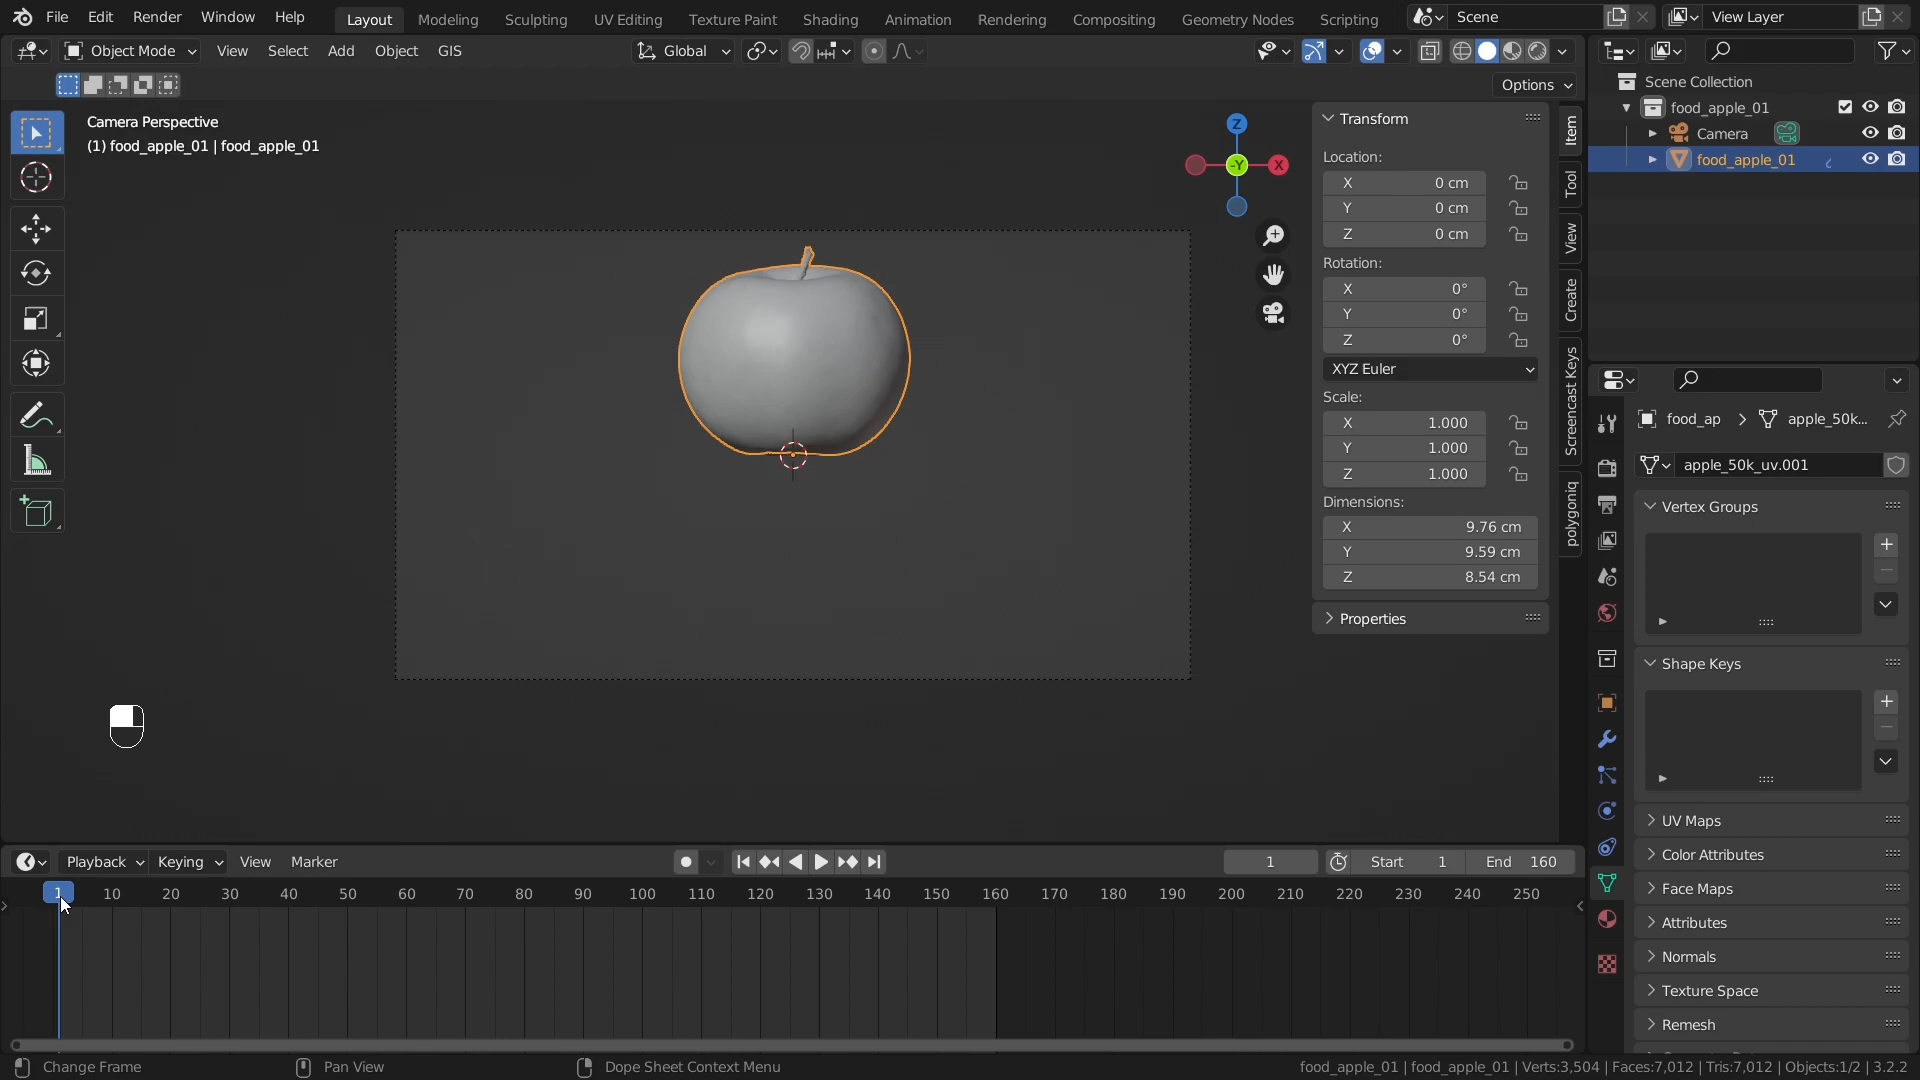 File Edit Render Window Help Layout Modeling Sculpting UV Editing Texture Paint Shading Animation Rendering Compositing Geometry Nodes Scripting Scene View Layer
Object Mode View Select Add Object GIS Global
Options
Camera Perspective
(1) food_apple_01 | food_apple_01
Z
-Y
X
Transform
Location:
X 0 cm
Y 0 cm
Z 0 cm
Rotation:
X 0°
Y 0°
Z 0°
XYZ Euler
Scale:
X 1.000
Y 1.000
Z 1.000
Dimensions:
X 9.76 cm
Y 9.59 cm
Z 8.54 cm
Properties
Item
Tool
View
Create
Screencast Keys
polygoniq
Scene Collection
food_apple_01
Camera
food_apple_01
food_ap apple_50k...
apple_50k_uv.001
Vertex Groups
Shape Keys
UV Maps
Color Attributes
Face Maps
Attributes
Normals
Texture Space
Remesh
Playback Keying View Marker 1 Start 1 End 160
1 10 20 30 40 50 60 70 80 90 100 110 120 130 140 150 160 170 180 190 200 210 220 230 240 250
Change Frame Pan View Dope Sheet Context Menu food_apple_01 | food_apple_01 | Verts:3,504 | Faces:7,012 | Tris:7,012 | Objects:1/2 | 3.2.2